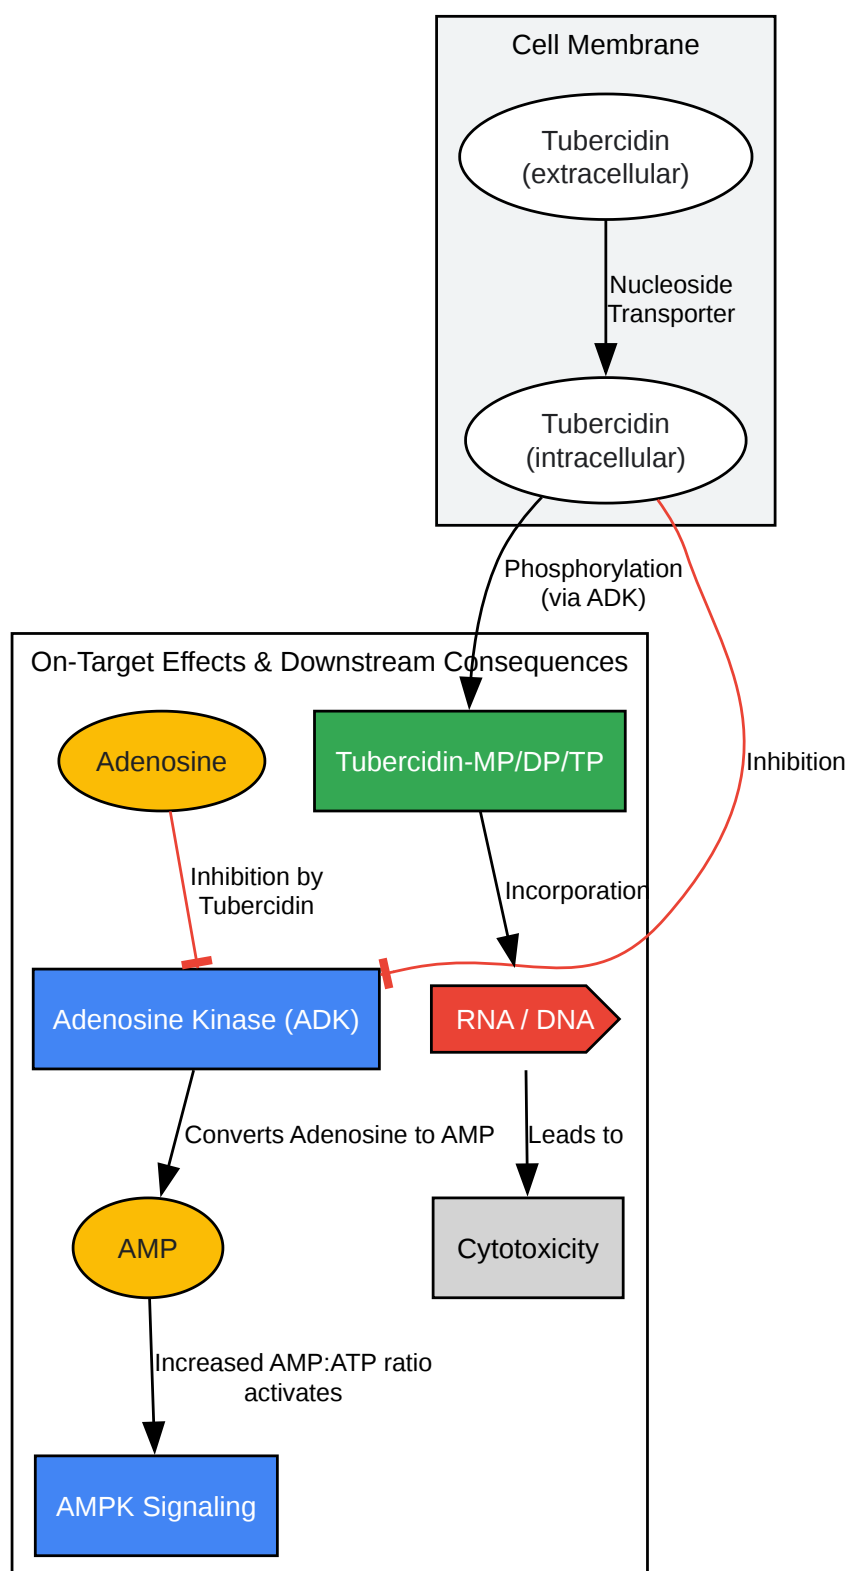 Cell Membrane
Tubercidin
(extracellular)
Nucleoside
Transporter
Tubercidin
(intracellular)
Phosphorylation
(via ADK)
On-Target Effects & Downstream Consequences
Adenosine
Tubercidin-MP/DP/TP
Inhibition
Inhibition by
Tubercidin
Incorporation
Adenosine Kinase (ADK)
RNA / DNA
Converts Adenosine to AMP
Leads to
AMP
Cytotoxicity
Increased AMP:ATP ratio
activates
AMPK Signaling